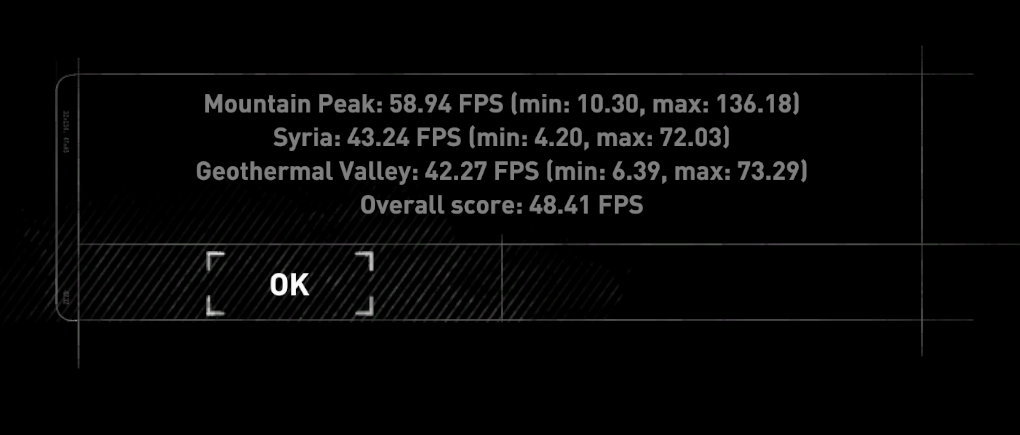 Mountain Peak: 58.94 FPS (min: 10.30, max: 136.18)
Syria: 43.24 FPS (min: 4.20, max: 72.03)
Geothermal Valley: 42.27 FPS (min: 6.39, max: 73.29)
Overall score: 48.41 FPS
OK